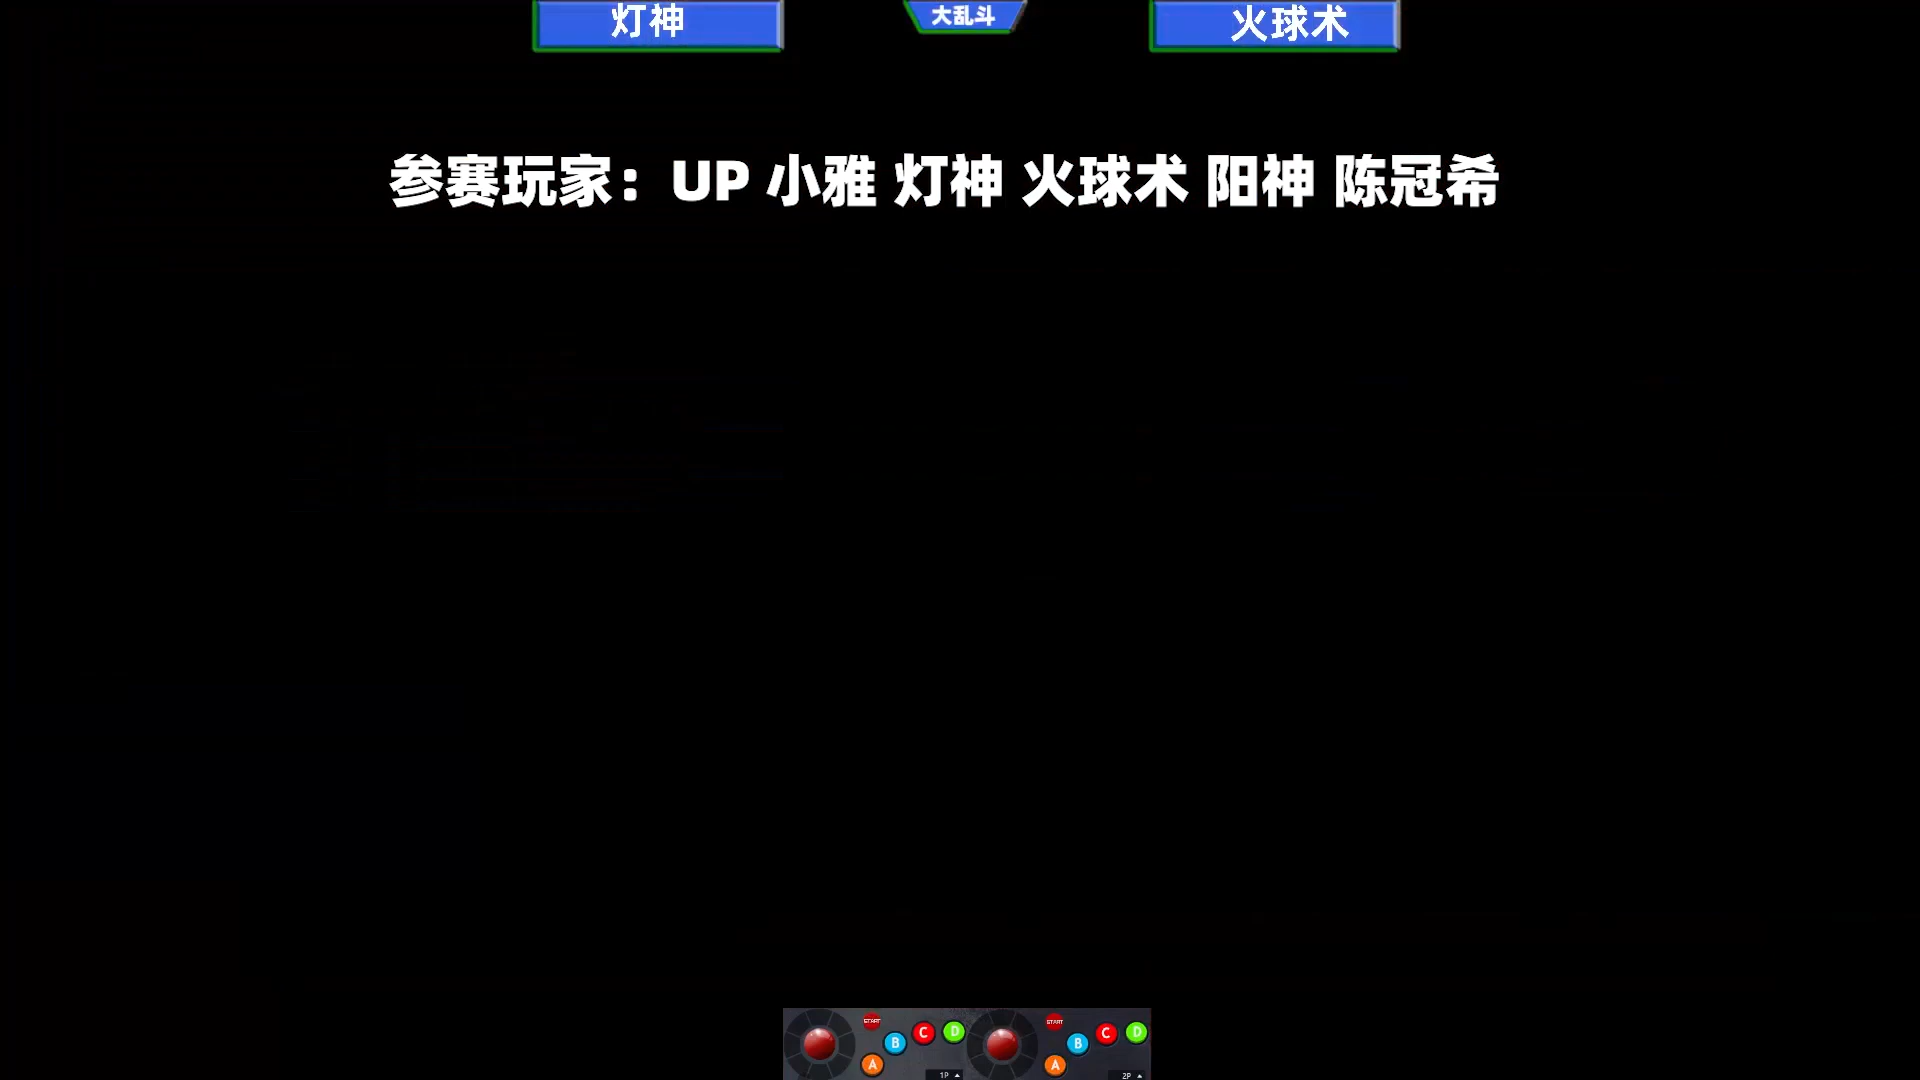 灯神
大乱斗
火球术
参赛玩家：UP 小雅 灯神 火球术 阳神 陈冠希
START
A
B
C
D
1P
START
A
B
C
D
2P